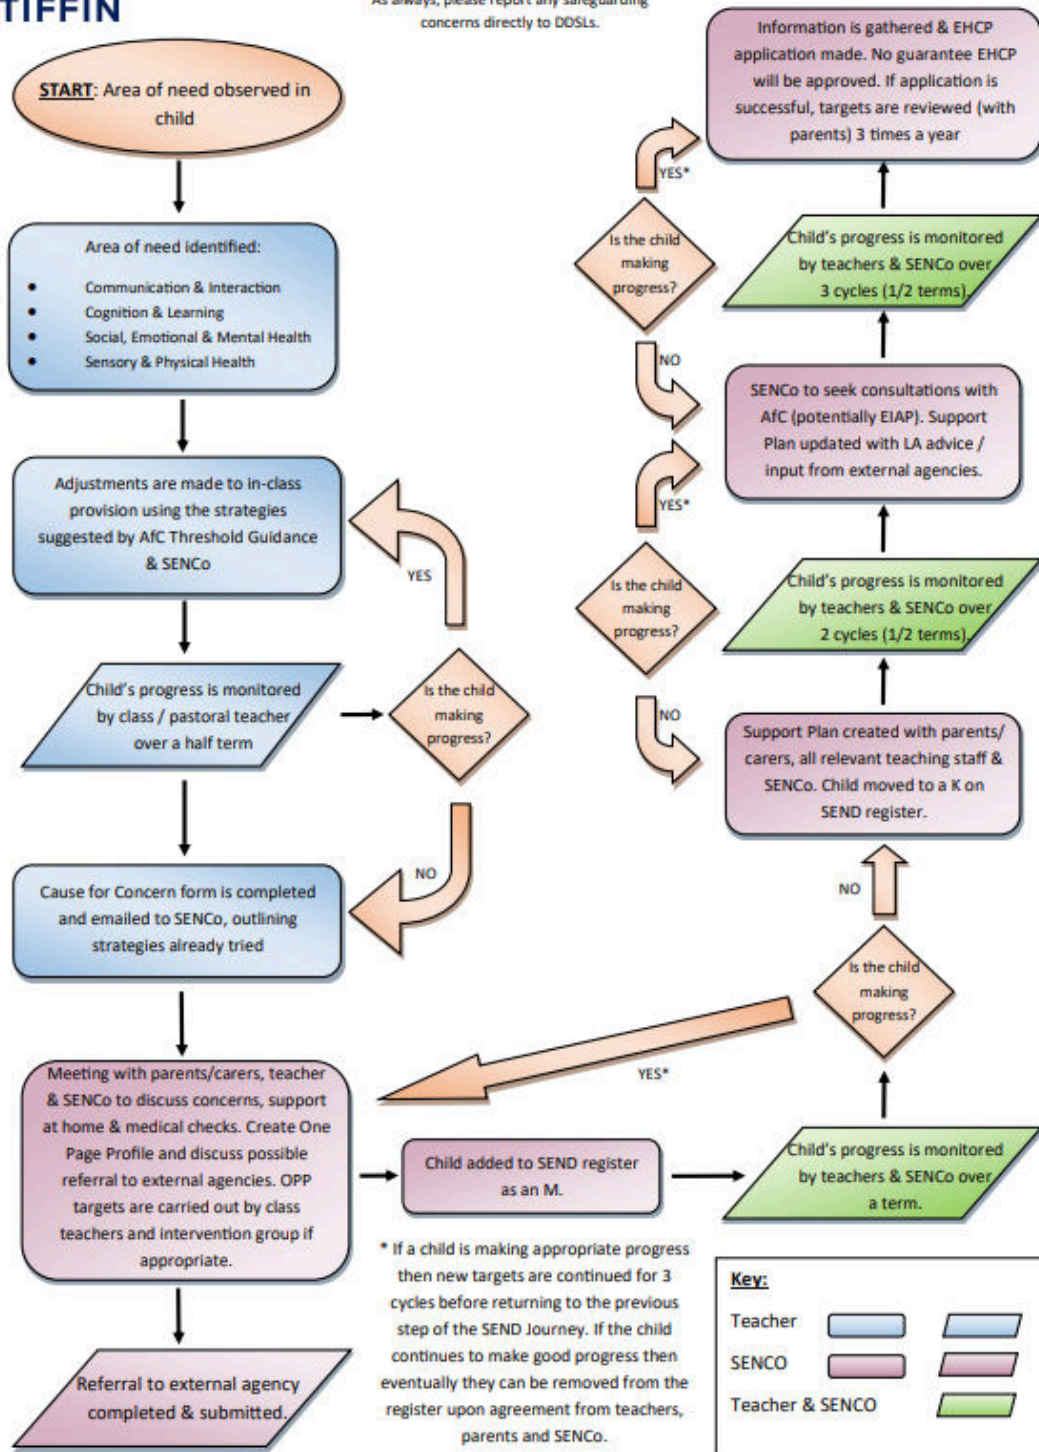 TIFFIN
As always, please report any safeguarding
concerns directly to DDSLs.
START: Area of need observed in
child
Area of need identified:
• Communication & Interaction
• Cognition & Learning
• Social, Emotional & Mental Health
• Sensory & Physical Health
Adjustments are made to in-class
provision using the strategies
suggested by AfC Threshold Guidance
& SENCo
YES
Child's progress is monitored
by class / pastoral teacher
over a half term
Is the child
making
progress?
NO
Cause for Concern form is completed
and emailed to SENCo, outlining
strategies already tried
Meeting with parents/carers, teacher
& SENCo to discuss concerns, support
at home & medical checks. Create One
Page Profile and discuss possible
referral to external agencies. OPP
targets are carried out by class
teachers and intervention group if
appropriate.
Referral to external agency
completed & submitted.
Child added to SEND register
as an M.
Child's progress is monitored
by teachers & SENCo over
a term.
Is the child
making
progress?
YES*
NO
Support Plan created with parents/
carers, all relevant teaching staff &
SENCo. Child moved to a K on
SEND register.
Child's progress is monitored
by teachers & SENCo over
2 cycles (1/2 terms).
Is the child
making
progress?
YES*
NO
SENCo to seek consultations with
AfC (potentially EIAP). Support
Plan updated with LA advice /
input from external agencies.
Child's progress is monitored
by teachers & SENCo over
3 cycles (1/2 terms).
Is the child
making
progress?
YES*
NO
Information is gathered & EHCP
application made. No guarantee EHCP
will be approved. If application is
successful, targets are reviewed (with
parents) 3 times a year
* If a child is making appropriate progress
then new targets are continued for 3
cycles before returning to the previous
step of the SEND Journey. If the child
continues to make good progress then
eventually they can be removed from the
register upon agreement from teachers,
parents and SENCo.
Key:
Teacher
SENCO
Teacher & SENCO